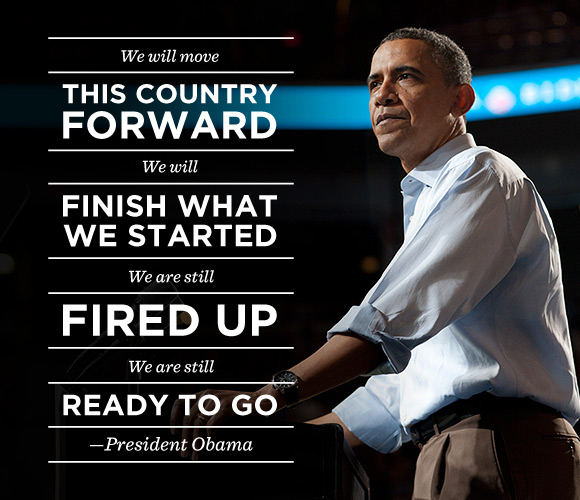 We will move
THIS COUNTRY
FORWARD
We will
FINISH WHAT
WE STARTED
We are still
FIRED UP
We are still
READY TO GO
—President Obama